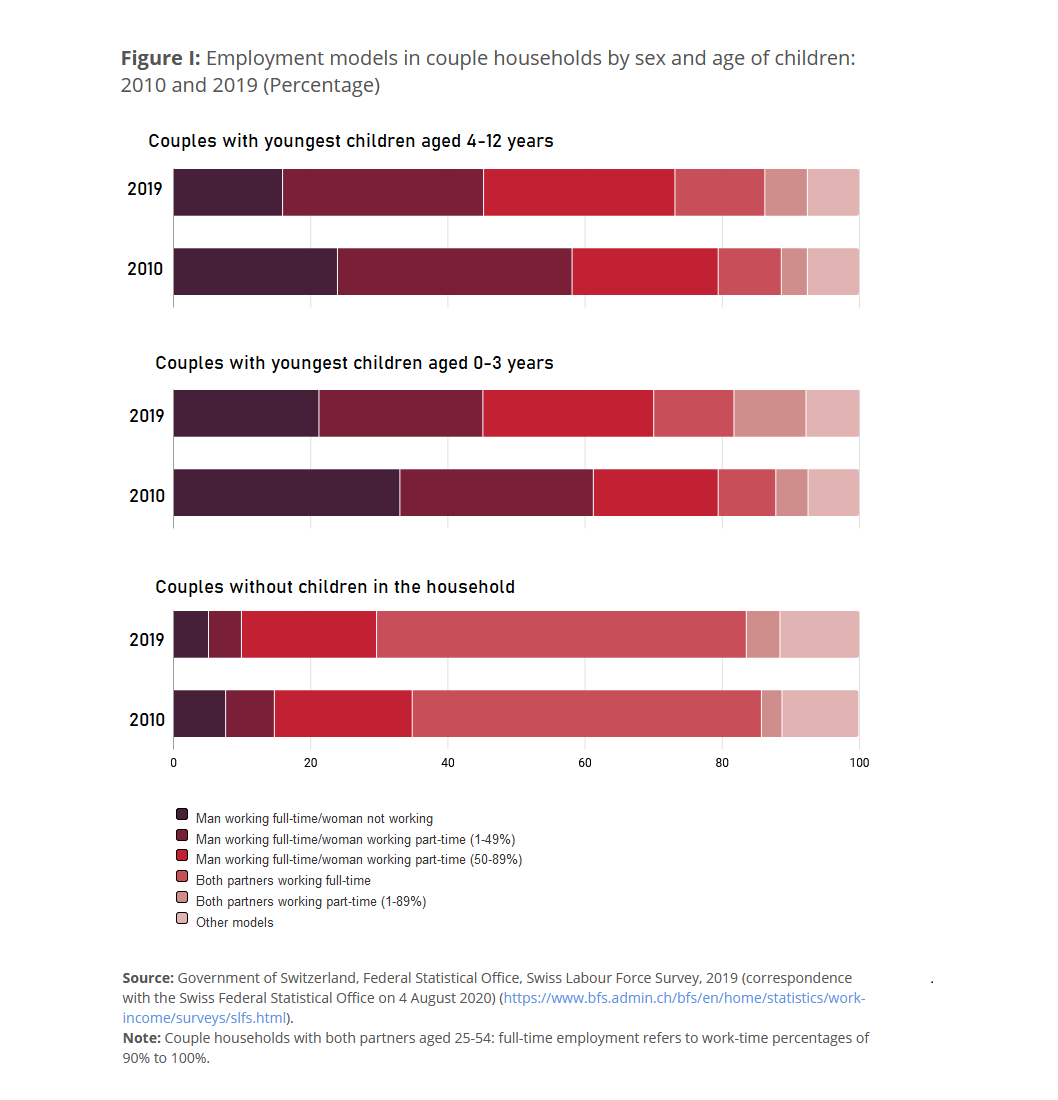 Figure I: Employment models in couple households by sex and age of children:
2010 and 2019 (Percentage)
Couples with youngest children aged 4-12 years
2019
2010
Couples with youngest children aged 0-3 years
2019
2010
Couples without children in the household
2019
2010
0 20 40 60 80 100
Man working full-time/woman not working
Man working full-time/woman working part-time (1-49%)
Man working full-time/woman working part-time (50-89%)
Both partners working full-time
Both partners working part-time (1-89%)
Other models
Source: Government of Switzerland, Federal Statistical Office, Swiss Labour Force Survey, 2019 (correspondence .
with the Swiss Federal Statistical Office on 4 August 2020) (https://www.bfs.admin.ch/bfs/en/home/statistics/work-
income/surveys/slfs.html).
Note: Couple households with both partners aged 25-54: full-time employment refers to work-time percentages of
90% to 100%.